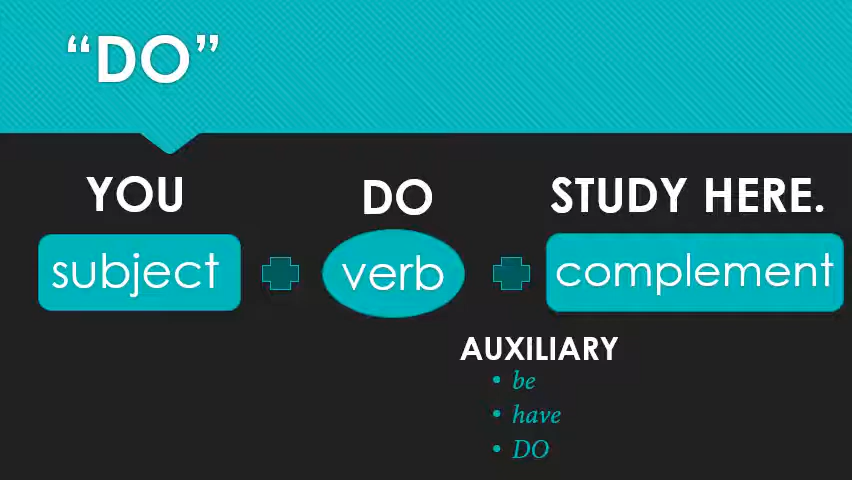 “DO”
YOU DO STUDY HERE.
subject verb complement
AUXILIARY
• be
• have
• DO